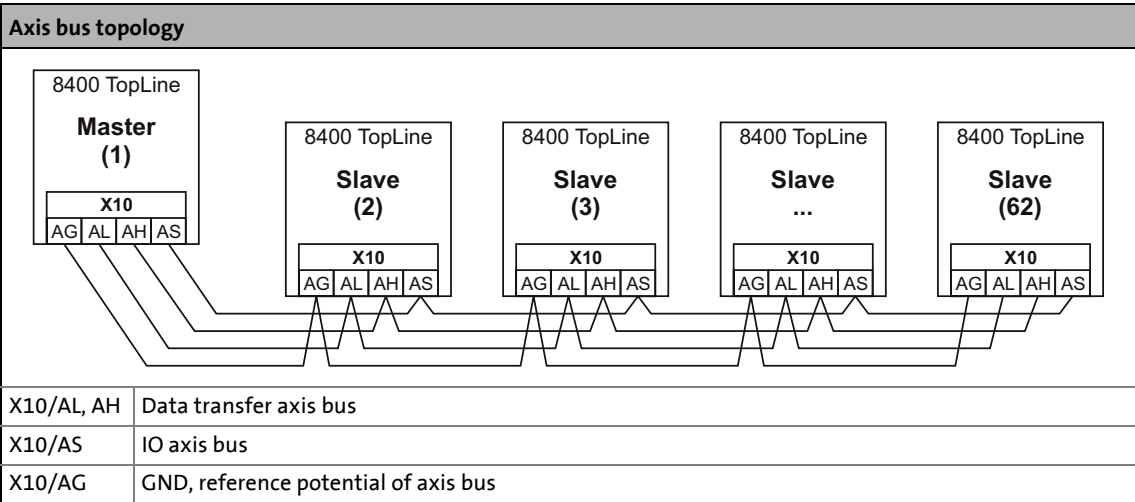 Axis bus topology
8400 TopLine
Master
(1)
X10
AG AL AH AS
8400 TopLine
Slave
(2)
X10
AG AL AH AS
8400 TopLine
Slave
(3)
X10
AG AL AH AS
8400 TopLine
Slave
...
X10
AG AL AH AS
8400 TopLine
Slave
(62)
X10
AG AL AH AS
X10/AL, AH Data transfer axis bus
X10/AS IO axis bus
X10/AG GND, reference potential of axis bus